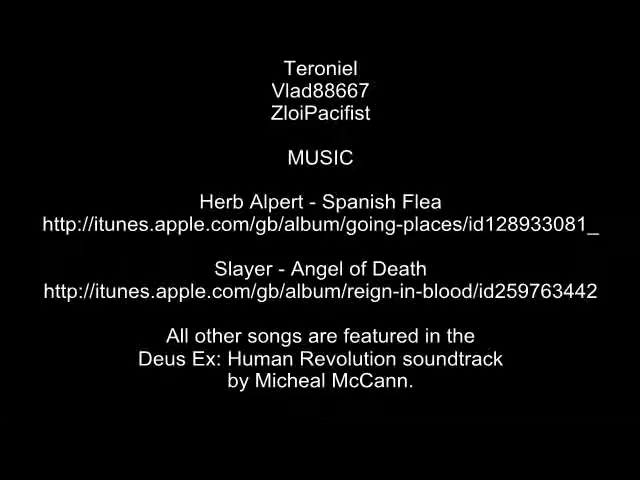 Teroniel
Vlad88667
ZloiPacifist
MUSIC
Herb Alpert - Spanish Flea
http://itunes.apple.com/gb/album/going-places/id128933081_
Slayer - Angel of Death
http://itunes.apple.com/gb/album/reign-in-blood/id259763442
All other songs are featured in the
Deus Ex: Human Revolution soundtrack
by Micheal McCann.